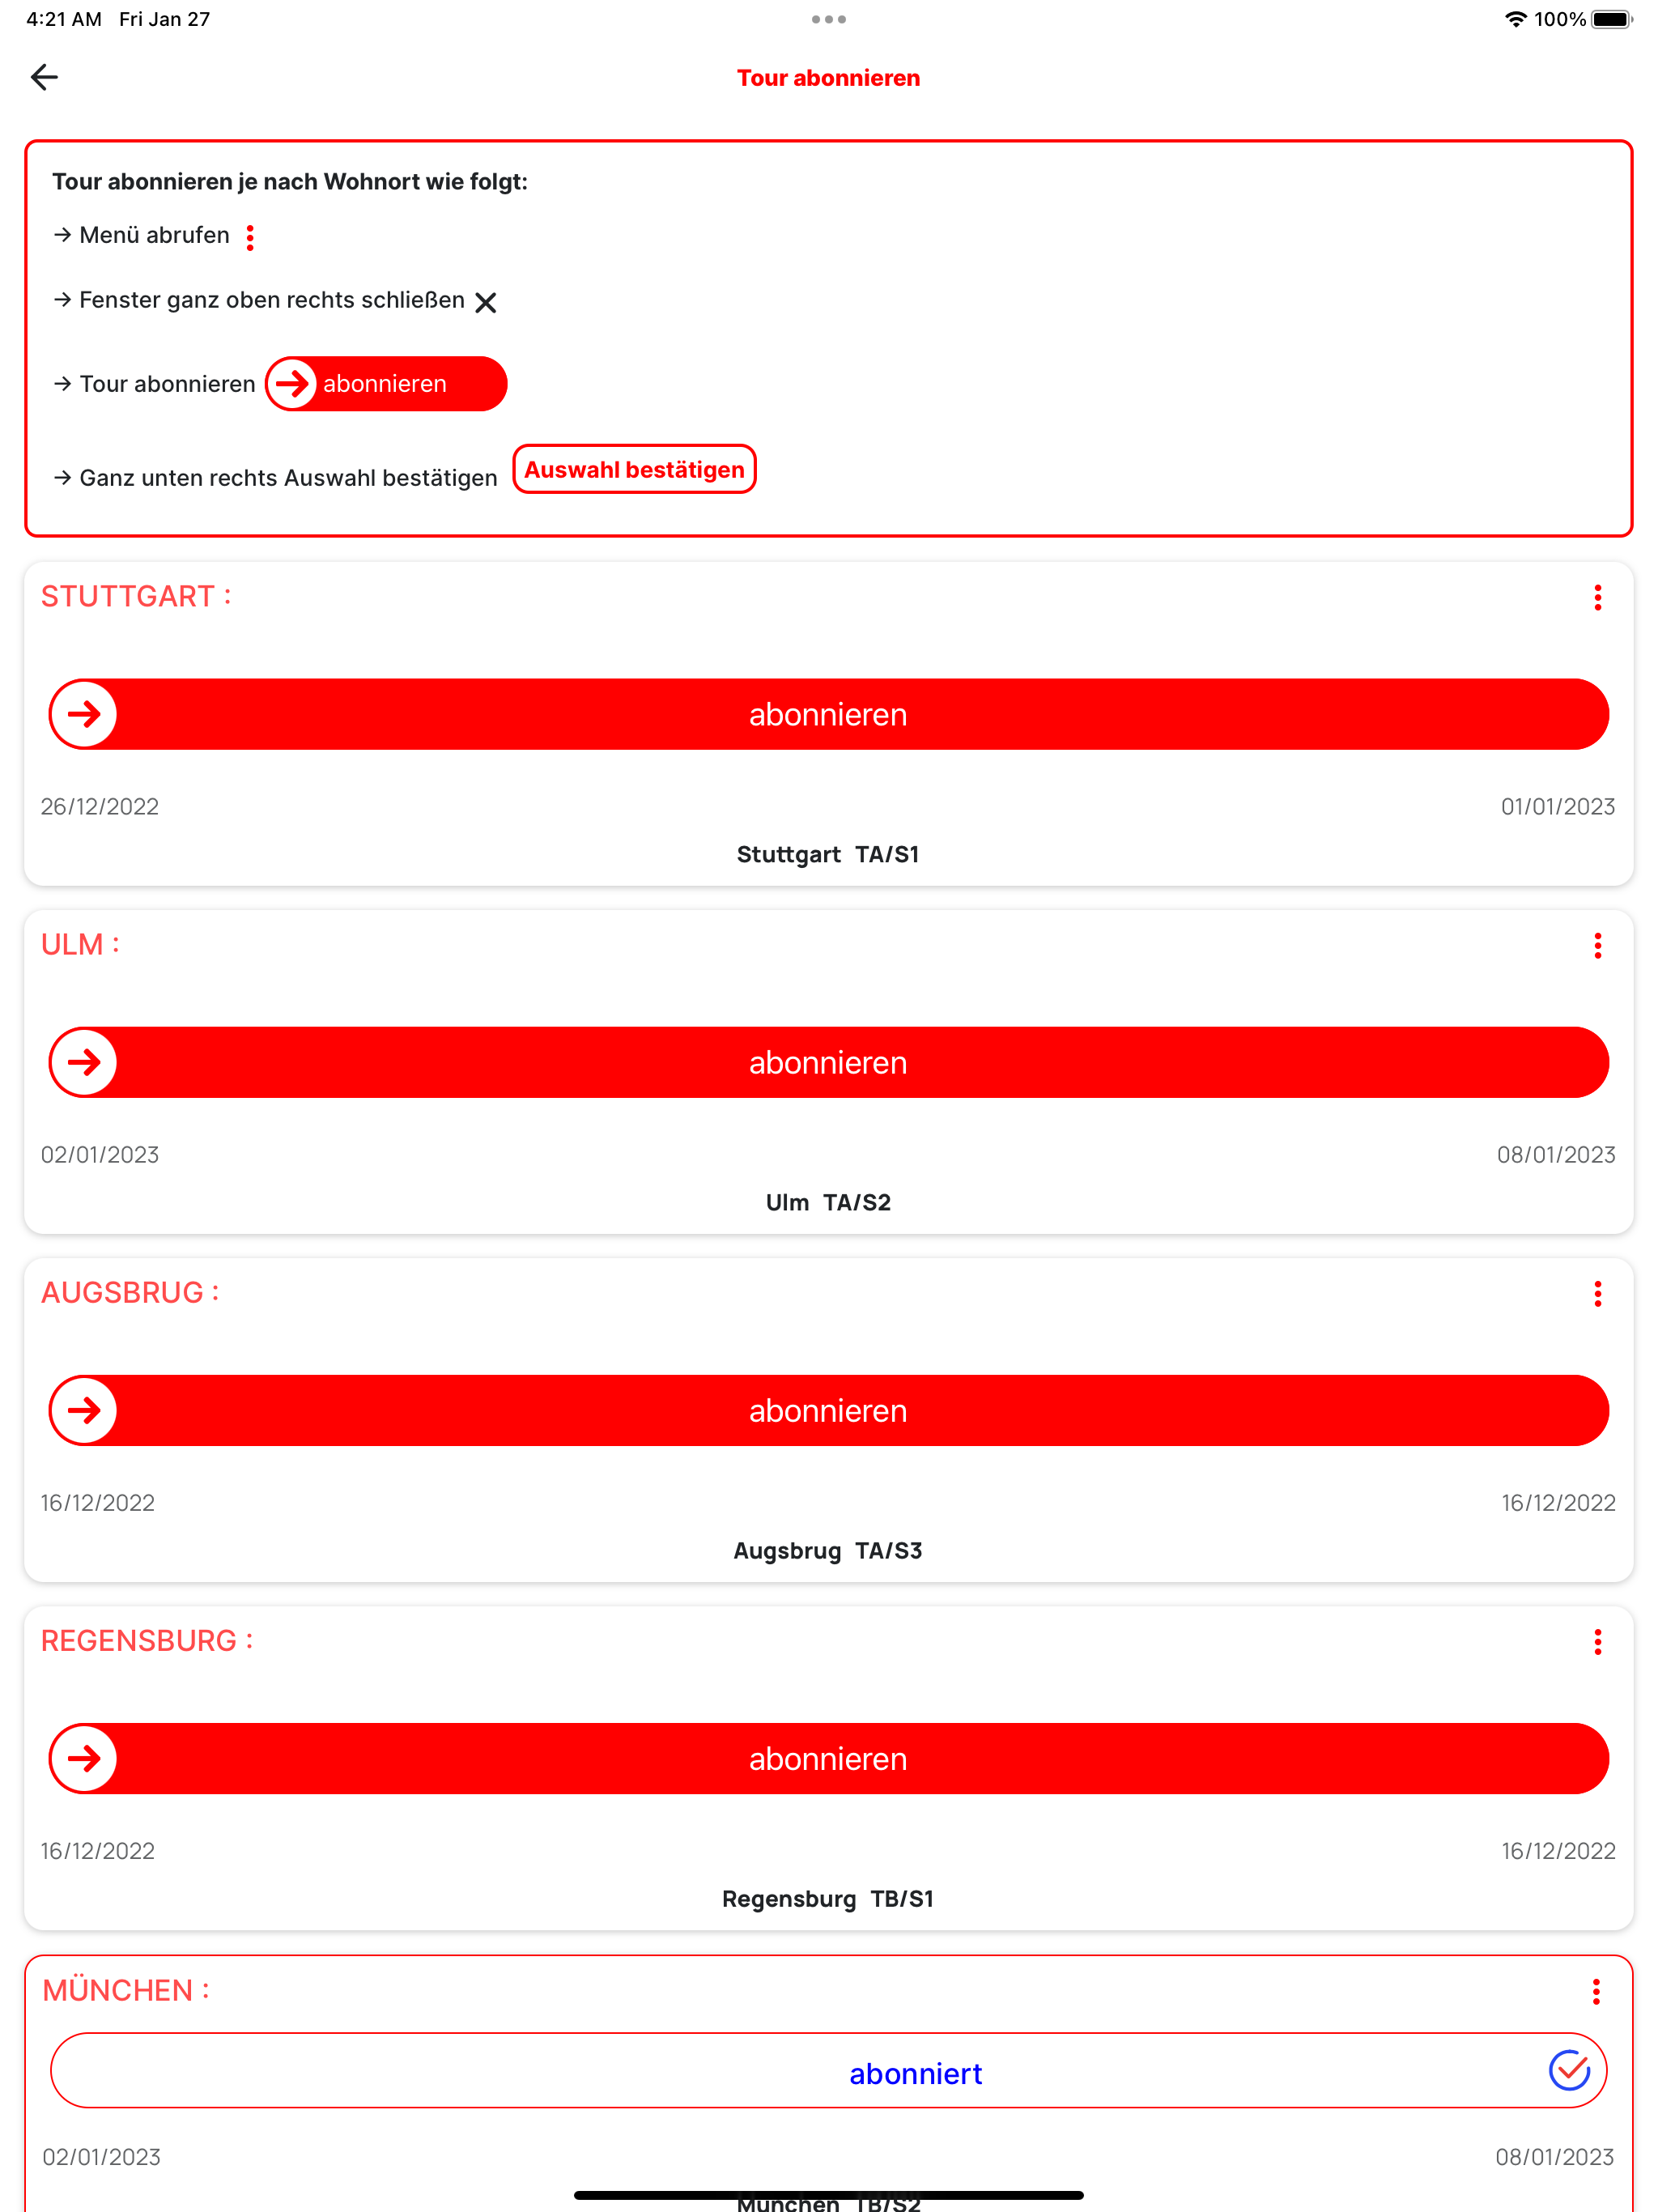 4:21 AM Fri Jan 27 100%
Tour abonnieren
Tour abonnieren je nach Wohnort wie folgt:
→ Menü abrufen
→ Fenster ganz oben rechts schließen
→ Tour abonnieren abonnieren
→ Ganz unten rechts Auswahl bestätigen Auswahl bestätigen
STUTTGART :
abonnieren
26/12/2022 01/01/2023
Stuttgart TA/S1
ULM :
abonnieren
02/01/2023 08/01/2023
Ulm TA/S2
AUGSBRUG :
abonnieren
16/12/2022 16/12/2022
Augsbrug TA/S3
REGENSBURG :
abonnieren
16/12/2022 16/12/2022
Regensburg TB/S1
MÜNCHEN :
abonniert
02/01/2023 08/01/2023
München TB/S2